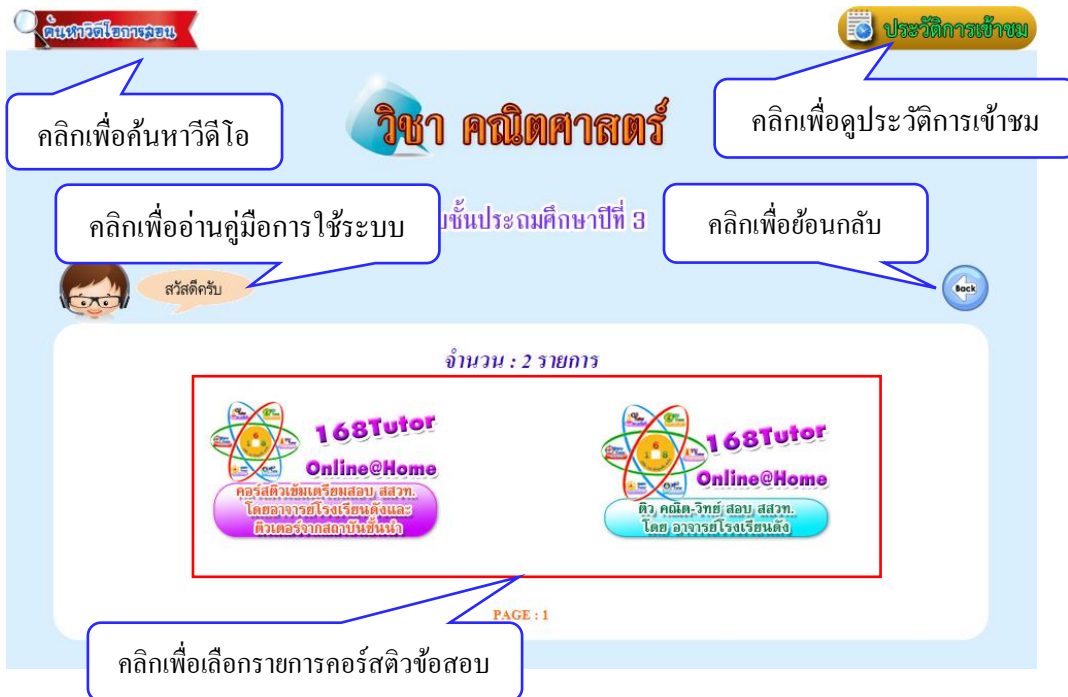 ค้นหาวิดีโอการสอน
ประวัติการเข้าชม
คลิกเพื่อค้นหาวีดีโอ
วิชา คณิตศาสตร์
คลิกเพื่อดูประวัติการเข้าชม
คลิกเพื่ออ่านคู่มือการใช้ระบบ
ชั้นประถมศึกษาปีที่ 3
คลิกเพื่อย้อนกลับ
สวัสดีครับ
Back
จำนวน : 2 รายการ
168Tutor
Online@Home
คอร์สติวเข้มเตรียมสอบ สสวท.
โดยอาจารย์โรงเรียนดังและ
ติวเตอร์จากสถาบันชั้นนำ
168Tutor
Online@Home
ติว คณิต-วิทย์ สอบ สสวท.
โดย อาจารย์โรงเรียนดัง
PAGE : 1
คลิกเพื่อเลือกรายการคอร์สติวข้อสอบ